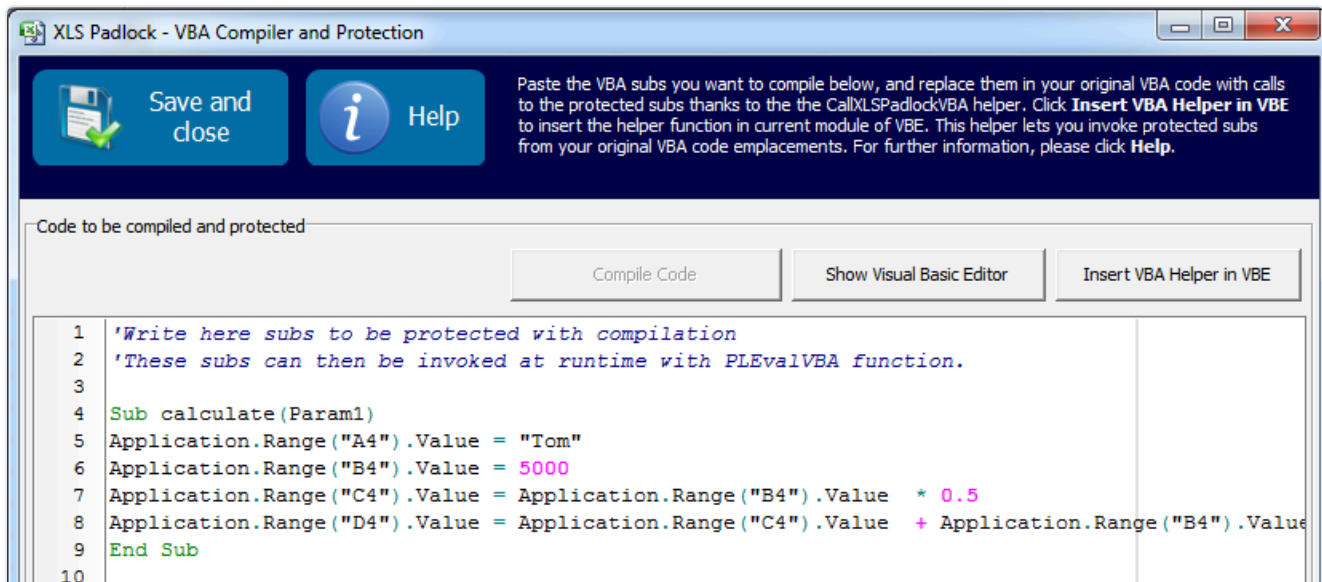 XLS Padlock - VBA Compiler and Protection
Save and
close
Help
Paste the VBA subs you want to compile below, and replace them in your original VBA code with calls
to the protected subs thanks to the the CallXLSPadlockVBA helper. Click Insert VBA Helper in VBE
to insert the helper function in current module of VBE. This helper lets you invoke protected subs
from your original VBA code emplacements. For further information, please click Help.
Code to be compiled and protected
Compile Code
Show Visual Basic Editor
Insert VBA Helper in VBE
1 'Write here subs to be protected with compilation
2 'These subs can then be invoked at runtime with PLEvalVBA function.
3
4 Sub calculate(Param1)
5 Application.Range("A4").Value = "Tom"
6 Application.Range("B4").Value = 5000
7 Application.Range("C4").Value = Application.Range("B4").Value  * 0.5
8 Application.Range("D4").Value = Application.Range("C4").Value  + Application.Range("B4").Value
9 End Sub
10